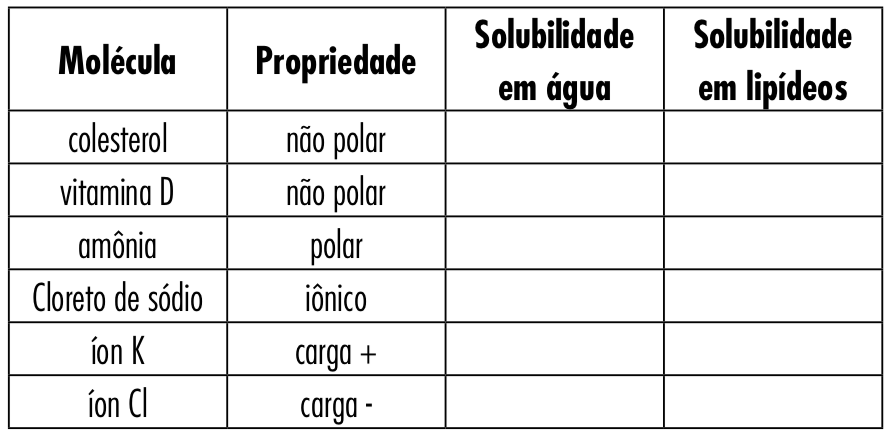 Molécula Propriedade Solubilidade em água Solubilidade em lipídeos
colesterol não polar
vitamina D não polar
amônia polar
Cloreto de sódio iônico
íon K carga +
íon Cl carga -